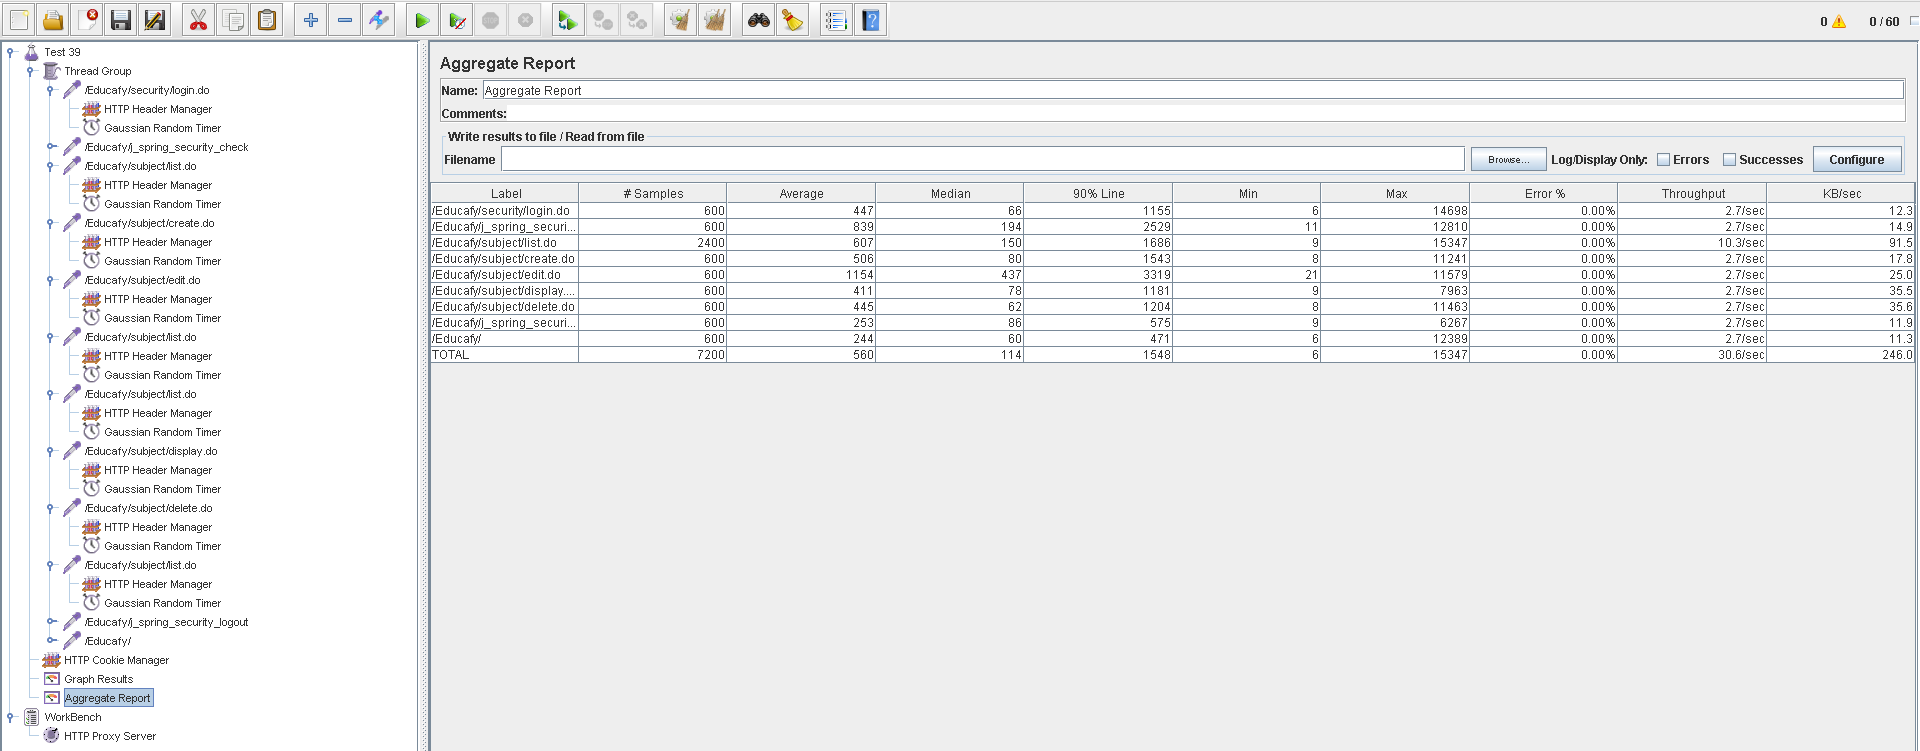 0 0 / 60
Test 39
Thread Group
/Educafy/security/login.do
HTTP Header Manager
Gaussian Random Timer
/Educafy/j_spring_security_check
/Educafy/subject/list.do
HTTP Header Manager
Gaussian Random Timer
/Educafy/subject/create.do
HTTP Header Manager
Gaussian Random Timer
/Educafy/subject/edit.do
HTTP Header Manager
Gaussian Random Timer
/Educafy/subject/list.do
HTTP Header Manager
Gaussian Random Timer
/Educafy/subject/list.do
HTTP Header Manager
Gaussian Random Timer
/Educafy/subject/display.do
HTTP Header Manager
Gaussian Random Timer
/Educafy/subject/delete.do
HTTP Header Manager
Gaussian Random Timer
/Educafy/subject/list.do
HTTP Header Manager
Gaussian Random Timer
/Educafy/j_spring_security_logout
/Educafy/
HTTP Cookie Manager
Graph Results
Aggregate Report
WorkBench
HTTP Proxy Server
Aggregate Report
Name: Aggregate Report
Comments:
Write results to file / Read from file
Filename Browse... Log/Display Only: Errors Successes Configure
Label # Samples Average Median 90% Line Min Max Error % Throughput KB/sec
/Educafy/security/login.do 600 447 66 1155 6 14698 0.00% 2.7/sec 12.3
/Educafy/j_spring_securi... 600 839 194 2529 11 12810 0.00% 2.7/sec 14.9
/Educafy/subject/list.do 2400 607 150 1686 9 15347 0.00% 10.3/sec 91.5
/Educafy/subject/create.do 600 506 80 1543 8 11241 0.00% 2.7/sec 17.8
/Educafy/subject/edit.do 600 1154 437 3319 21 11579 0.00% 2.7/sec 25.0
/Educafy/subject/display.... 600 411 78 1181 9 7963 0.00% 2.7/sec 35.5
/Educafy/subject/delete.do 600 445 62 1204 8 11463 0.00% 2.7/sec 35.6
/Educafy/j_spring_securi... 600 253 86 575 9 6267 0.00% 2.7/sec 11.9
/Educafy/ 600 244 60 471 6 12389 0.00% 2.7/sec 11.3
TOTAL 7200 560 114 1548 6 15347 0.00% 30.6/sec 246.0